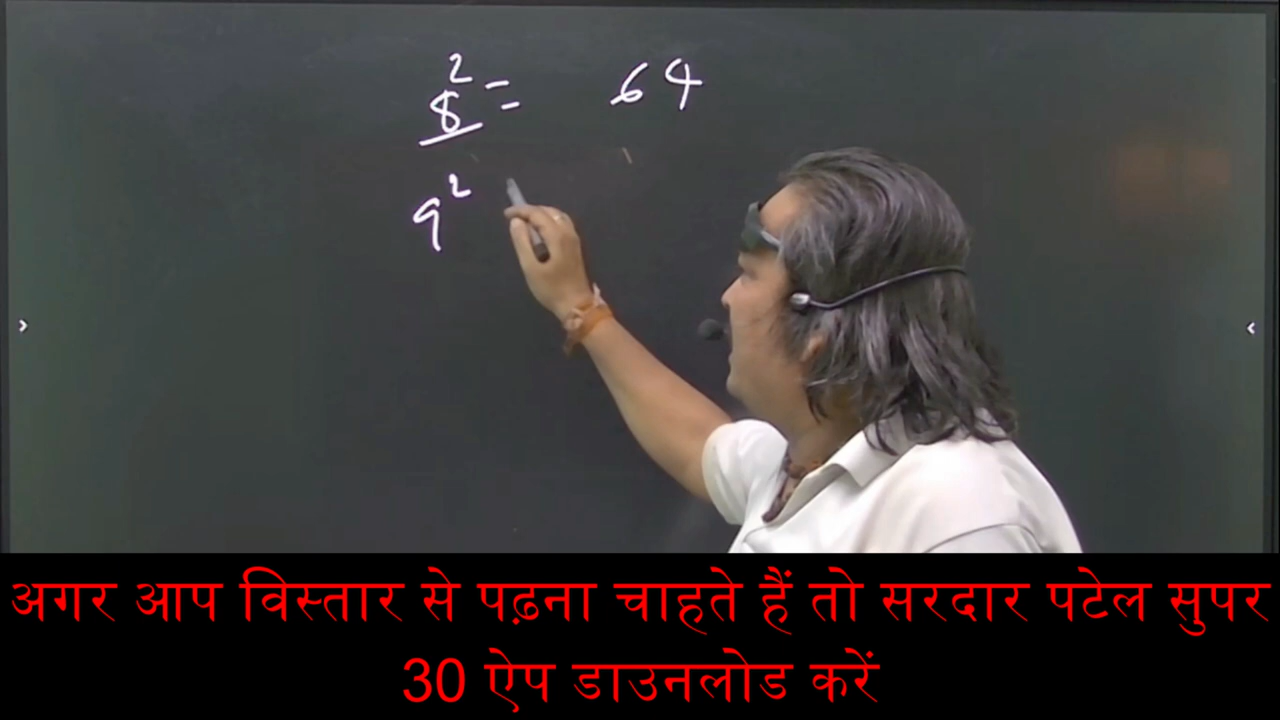 8² = 64
9²
अगर आप विस्तार से पढ़ना चाहते हैं तो सरदार पटेल सुपर
30 ऐप डाउनलोड करें